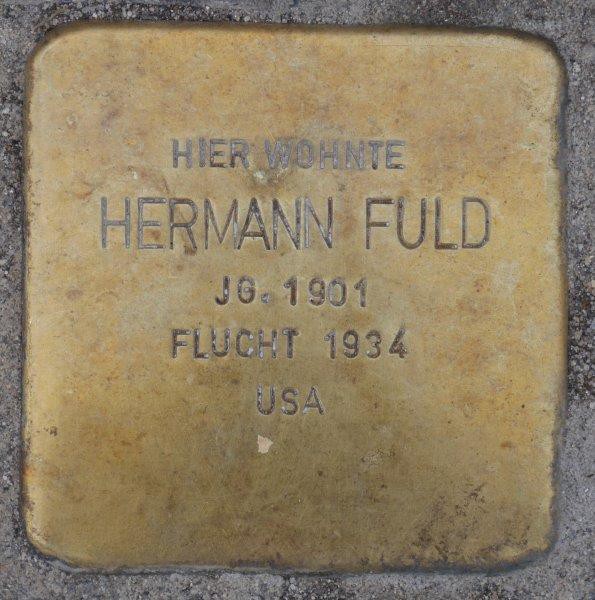 HIER WOHNTE
HERMANN FULD
JG. 1901
FLUCHT 1934
USA